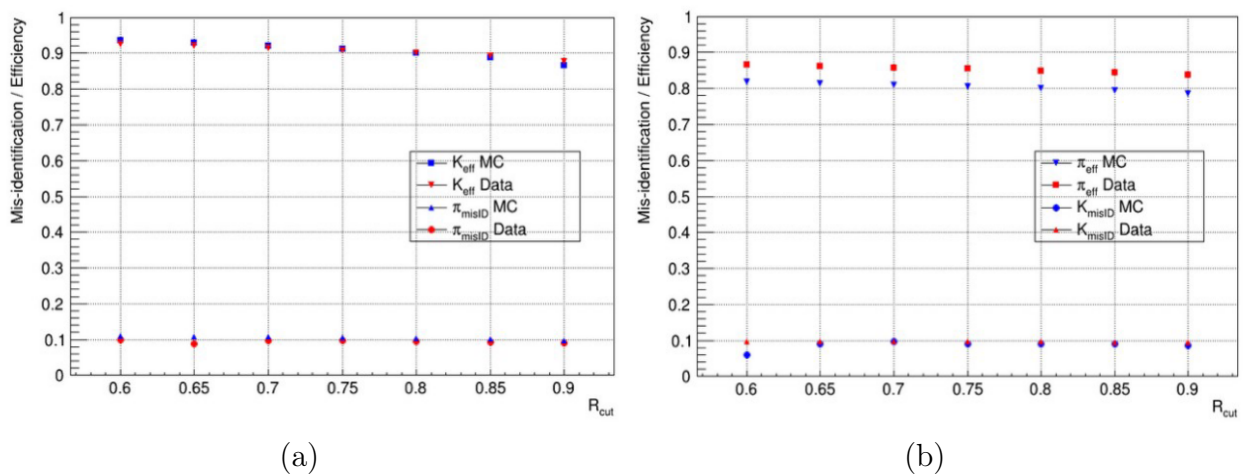 Mis-identification / Efficiency
1
0.9
0.8
0.7
0.6
0.5
0.4
0.3
0.2
0.1
0
K_eff MC
K_eff Data
π_misID MC
π_misID Data
0.6 0.65 0.7 0.75 0.8 0.85 0.9
R_cut
(a)
Mis-identification / Efficiency
1
0.9
0.8
0.7
0.6
0.5
0.4
0.3
0.2
0.1
0
π_eff MC
π_eff Data
K_misID MC
K_misID Data
0.6 0.65 0.7 0.75 0.8 0.85 0.9
R_cut
(b)